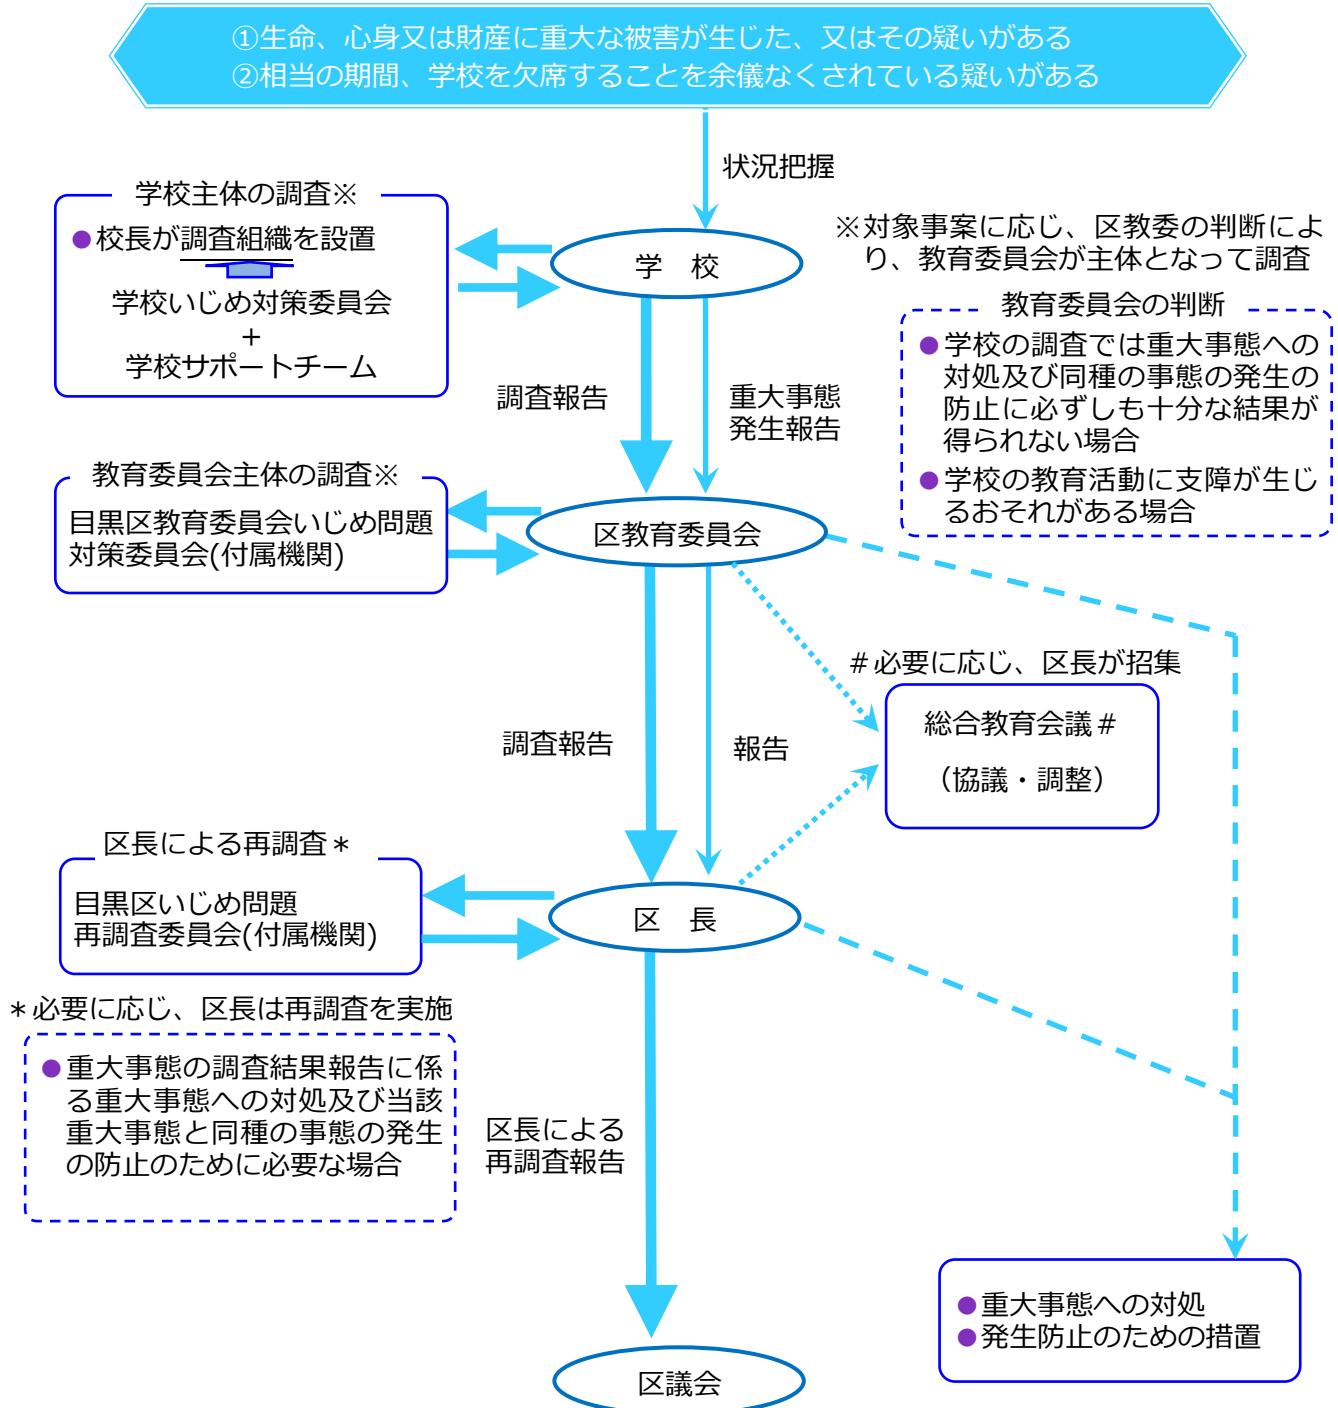 ①生命、心身又は財産に重大な被害が生じた、又はその疑いがある
②相当の期間、学校を欠席することを余儀なくされている疑いがある
状況把握
学校主体の調査※
●校長が調査組織を設置
学校いじめ対策委員会
+
学校サポートチーム
学　校
※対象事案に応じ、区教委の判断によ
り、教育委員会が主体となって調査
教育委員会の判断
●学校の調査では重大事態への
対処及び同種の事態の発生の
防止に必ずしも十分な結果が
得られない場合
●学校の教育活動に支障が生じ
るおそれがある場合
調査報告
重大事態
発生報告
教育委員会主体の調査※
目黒区教育委員会いじめ問題
対策委員会(付属機関)
区教育委員会
＃必要に応じ、区長が招集
総合教育会議＃
（協議・調整）
調査報告
報告
区長による再調査＊
目黒区いじめ問題
再調査委員会(付属機関)
区　長
＊必要に応じ、区長は再調査を実施
●重大事態の調査結果報告に係
る重大事態への対処及び当該
重大事態と同種の事態の発生
の防止のために必要な場合
区長による
再調査報告
●重大事態への対処
●発生防止のための措置
区議会